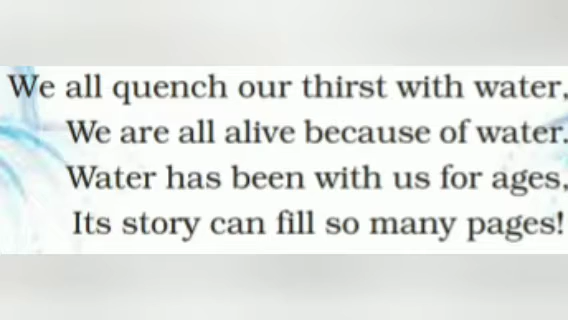 We all quench our thirst with water,
We are all alive because of water.
Water has been with us for ages,
Its story can fill so many pages!